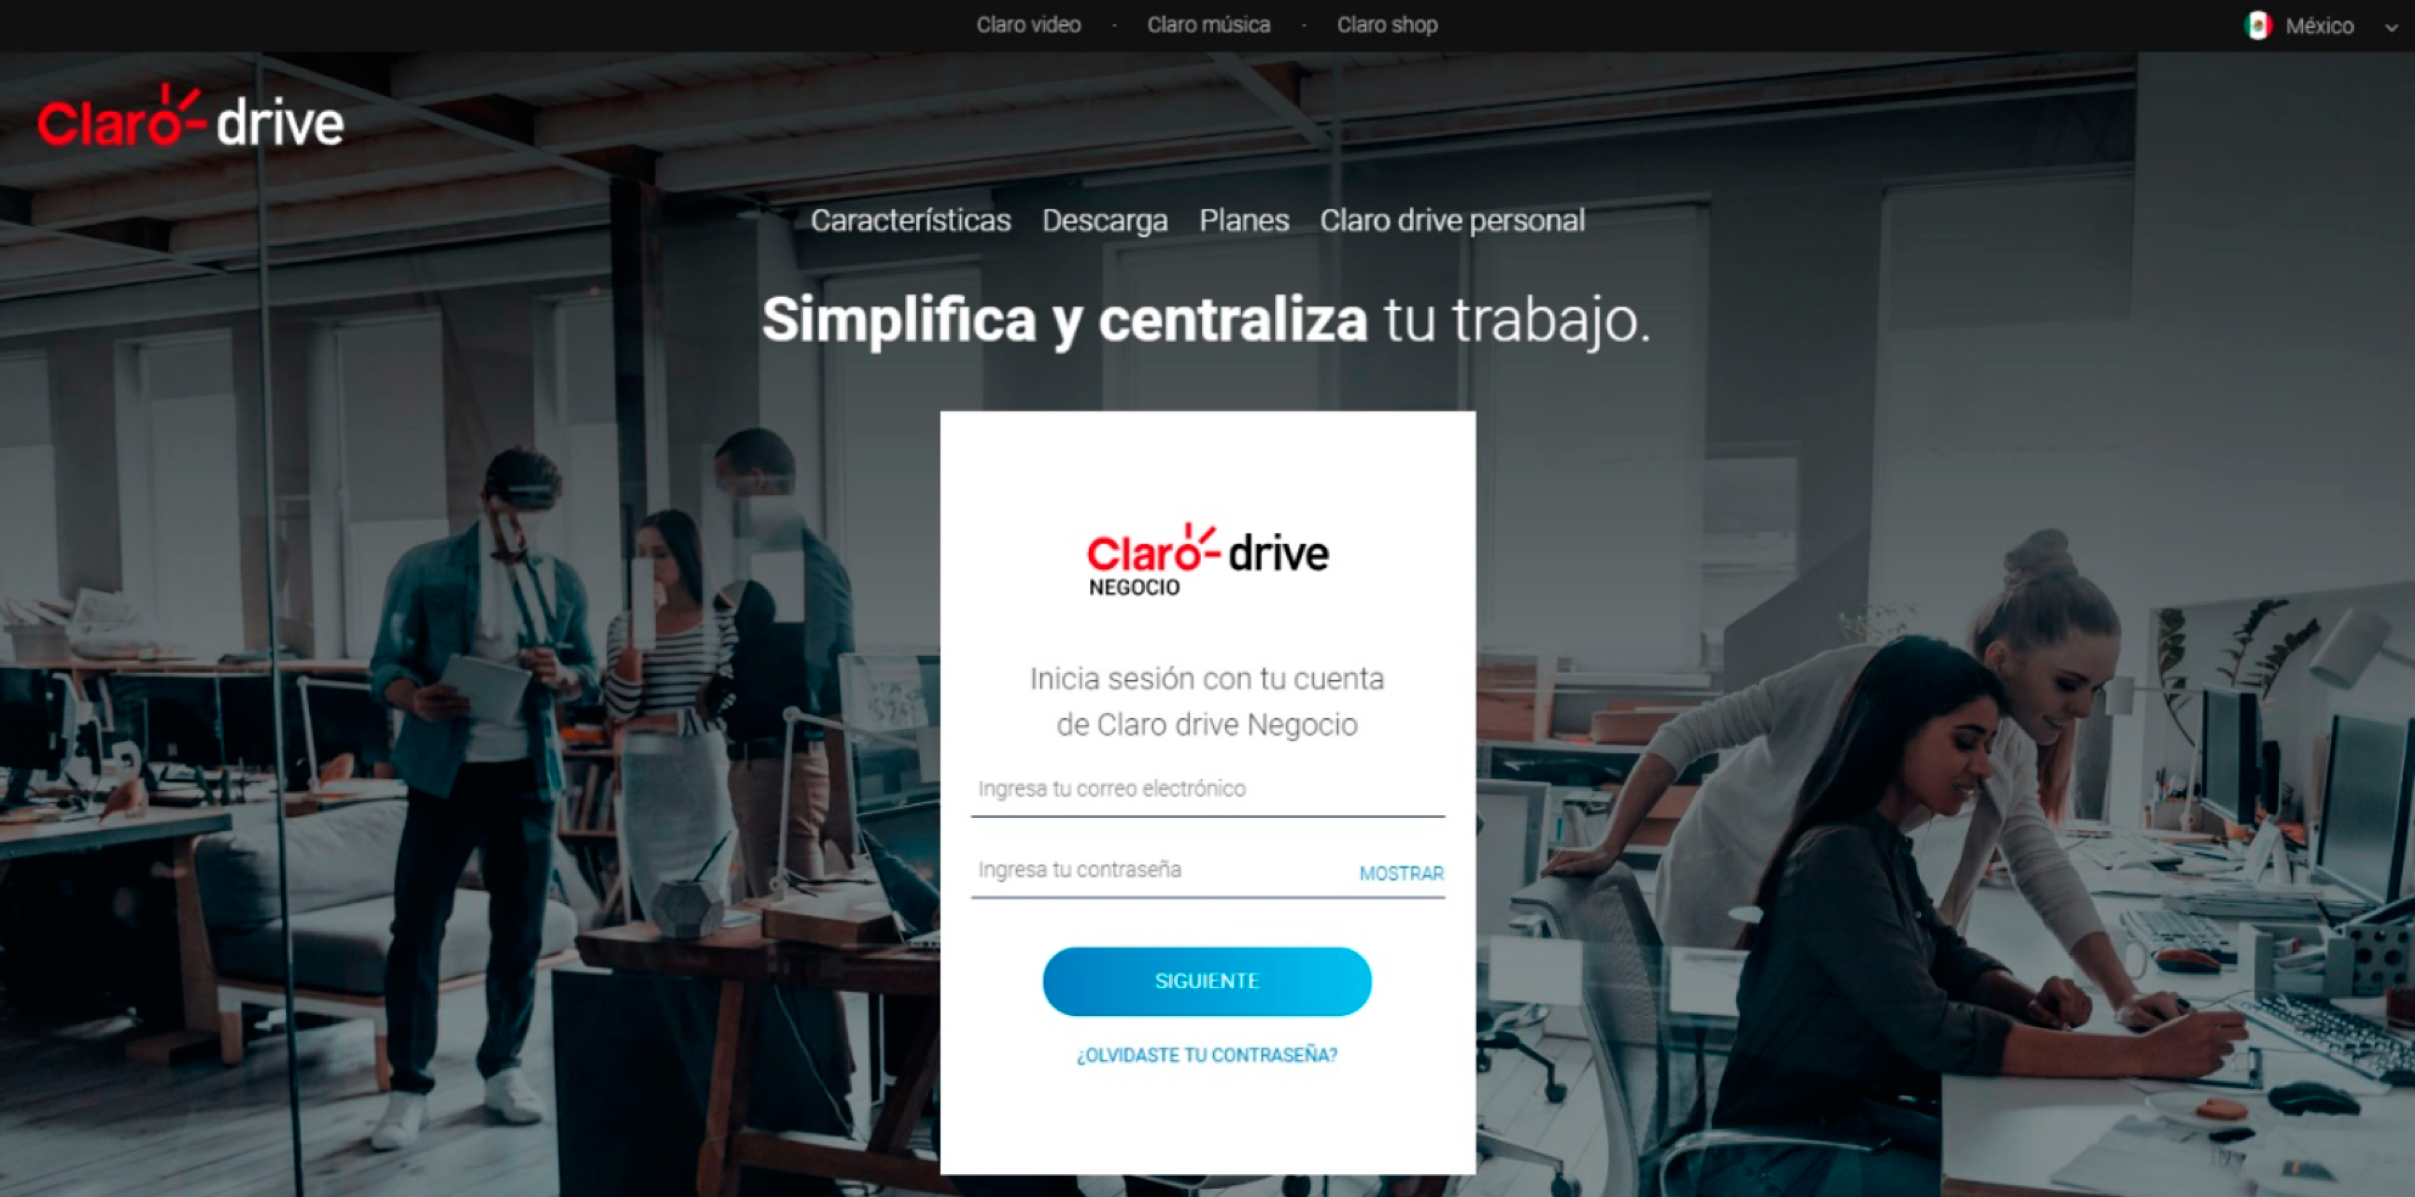 Claro video · Claro música · Claro shop
México
Claro drive
Características Descarga Planes Claro drive personal
Simplifica y centraliza tu trabajo.
Claro drive
NEGOCIO
Inicia sesión con tu cuenta
de Claro drive Negocio
Ingresa tu correo electrónico
Ingresa tu contraseña MOSTRAR
SIGUIENTE
¿OLVIDASTE TU CONTRASEÑA?